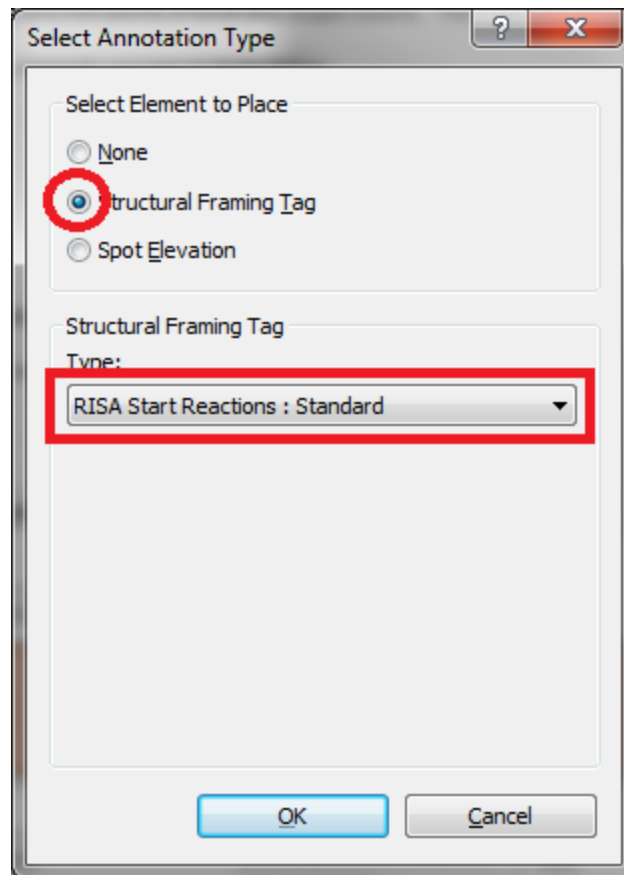 Select Annotation Type
?
X
Select Element to Place
None
Structural Framing Tag
Spot Elevation
Structural Framing Tag
Type:
RISA Start Reactions : Standard
OK
Cancel